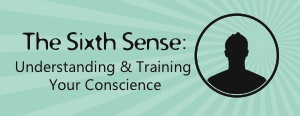 The Sixth Sense:
Understanding & Training
Your Conscience